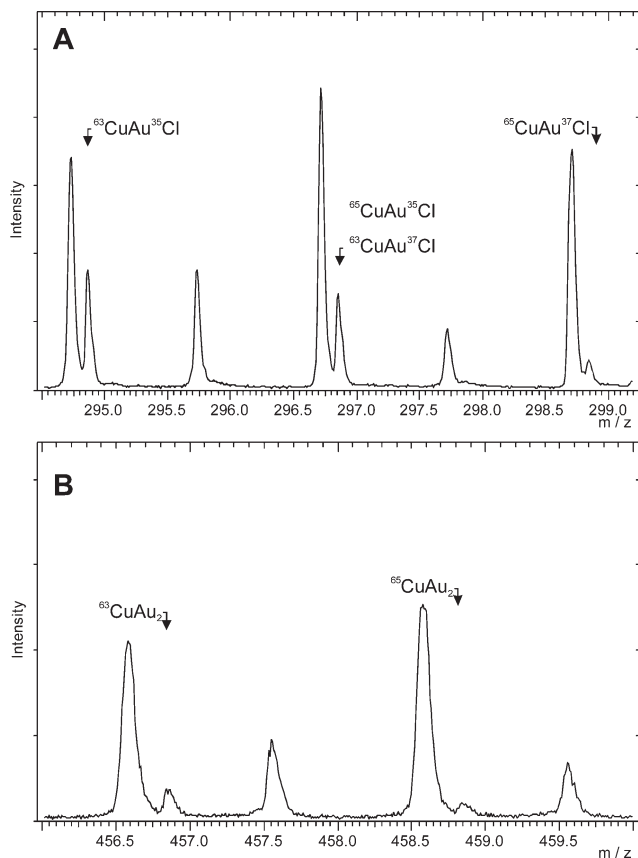 A
⁶³CuAu³⁵Cl
⁶⁵CuAu³⁷Cl
⁶⁵CuAu³⁵Cl
⁶³CuAu³⁷Cl
Intensity
295.0 295.5 296.0 296.5 297.0 297.5 298.0 298.5 299.0
m / z
B
⁶⁵CuAu₂
⁶³CuAu₂
Intensity
456.5 457.0 457.5 458.0 458.5 459.0 459.5
m / z